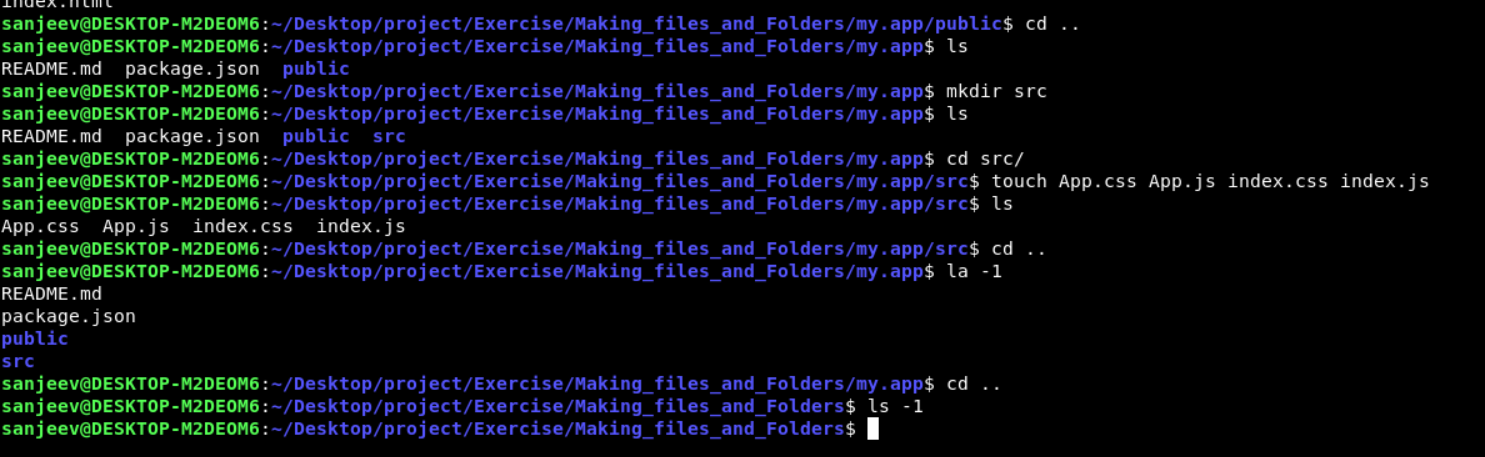 index.html
sanjeev@DESKTOP-M2DEOM6:~/Desktop/project/Exercise/Making_files_and_Folders/my.app/public$ cd ..
sanjeev@DESKTOP-M2DEOM6:~/Desktop/project/Exercise/Making_files_and_Folders/my.app$ ls
README.md  package.json  public
sanjeev@DESKTOP-M2DEOM6:~/Desktop/project/Exercise/Making_files_and_Folders/my.app$ mkdir src
sanjeev@DESKTOP-M2DEOM6:~/Desktop/project/Exercise/Making_files_and_Folders/my.app$ ls
README.md  package.json  public  src
sanjeev@DESKTOP-M2DEOM6:~/Desktop/project/Exercise/Making_files_and_Folders/my.app$ cd src/
sanjeev@DESKTOP-M2DEOM6:~/Desktop/project/Exercise/Making_files_and_Folders/my.app/src$ touch App.css App.js index.css index.js
sanjeev@DESKTOP-M2DEOM6:~/Desktop/project/Exercise/Making_files_and_Folders/my.app/src$ ls
App.css  App.js  index.css  index.js
sanjeev@DESKTOP-M2DEOM6:~/Desktop/project/Exercise/Making_files_and_Folders/my.app/src$ cd ..
sanjeev@DESKTOP-M2DEOM6:~/Desktop/project/Exercise/Making_files_and_Folders/my.app$ la -1
README.md
package.json
public
src
sanjeev@DESKTOP-M2DEOM6:~/Desktop/project/Exercise/Making_files_and_Folders/my.app$ cd ..
sanjeev@DESKTOP-M2DEOM6:~/Desktop/project/Exercise/Making_files_and_Folders$ ls -1
sanjeev@DESKTOP-M2DEOM6:~/Desktop/project/Exercise/Making_files_and_Folders$